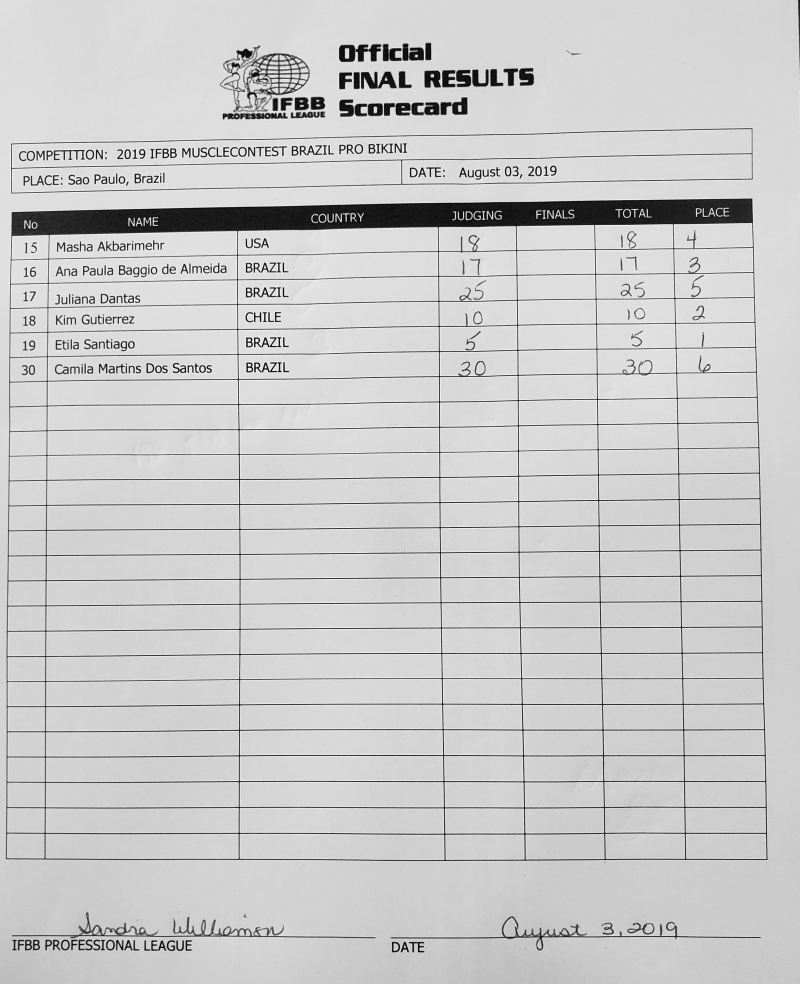 Official
FINAL RESULTS
Scorecard
IFBB
PROFESSIONAL LEAGUE
COMPETITION: 2019 IFBB MUSCLECONTEST BRAZIL PRO BIKINI
PLACE: Sao Paulo, Brazil DATE: August 03, 2019
No NAME COUNTRY JUDGING FINALS TOTAL PLACE
15 Masha Akbarimehr USA 18 18 4
16 Ana Paula Baggio de Almeida BRAZIL 17 17 3
17 Juliana Dantas BRAZIL 25 25 5
18 Kim Gutierrez CHILE 10 10 2
19 Etila Santiago BRAZIL 5 5 1
30 Camila Martins Dos Santos BRAZIL 30 30 6
Sandra Williamson August 3, 2019
IFBB PROFESSIONAL LEAGUE DATE